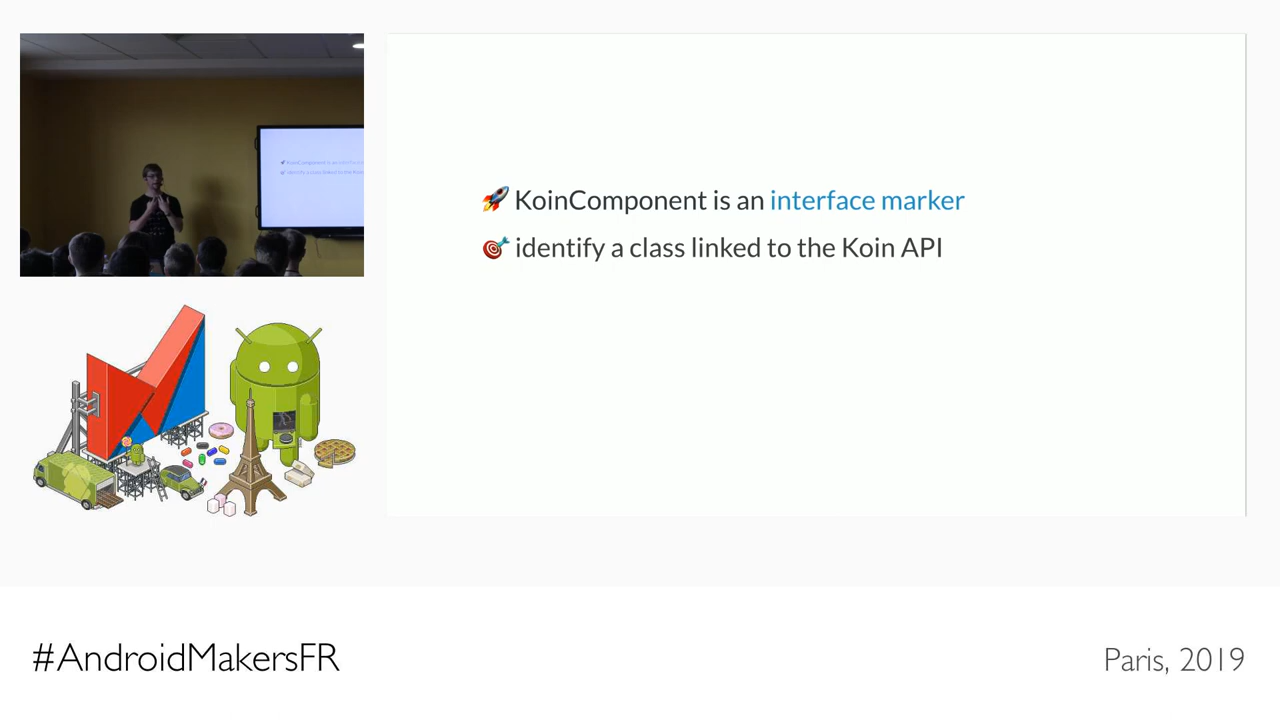 🚀 KoinComponent is an interface marker
🎯 identify a class linked to the Koin API
#AndroidMakersFR
Paris, 2019